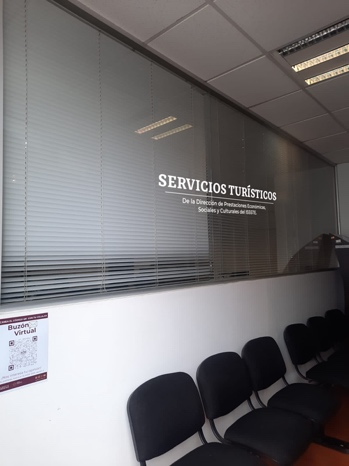 SERVICIOS TURÍSTICOS
De la Dirección de Prestaciones Económicas,
Sociales y Culturales del ISSSTE.
Buzón
Virtual